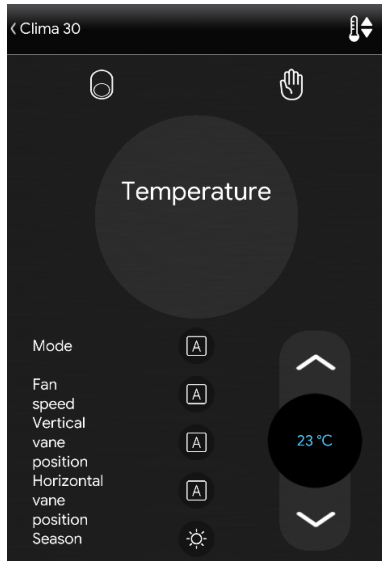 Clima 30
Temperature
Mode
A
Fan
speed
A
Vertical
vane
position
A
Horizontal
vane
position
A
Season
23 °C